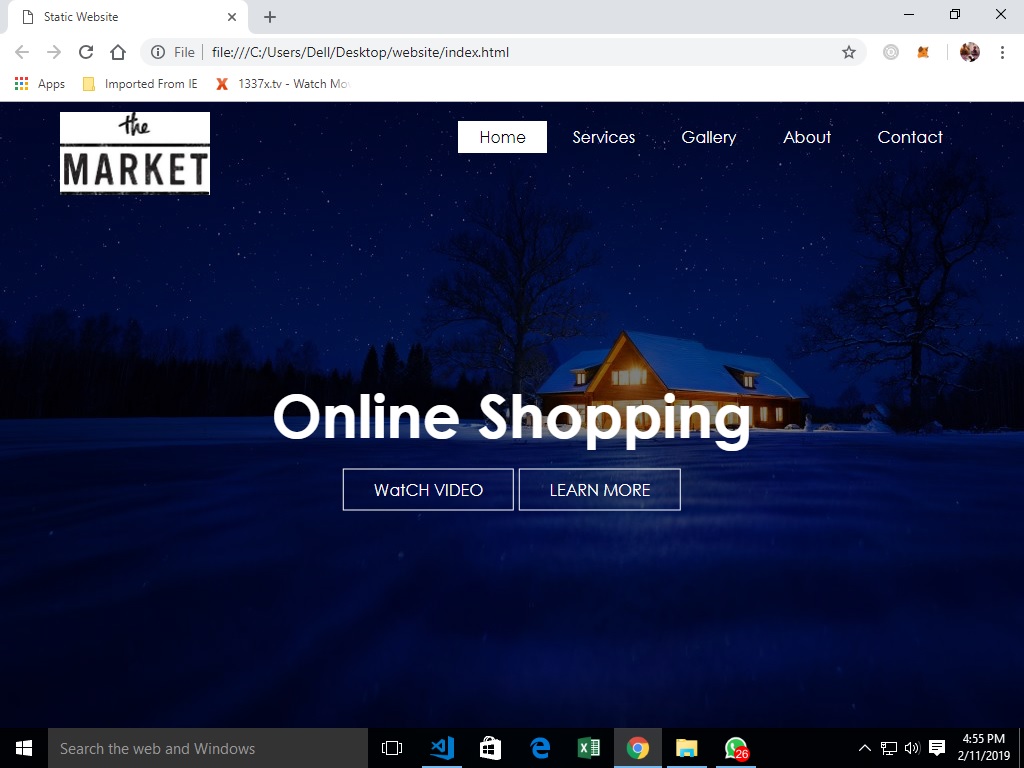 Static Website
File
file:///C:/Users/Dell/Desktop/website/index.html
Apps
Imported From IE
1337x.tv - Watch Mo
the
MARKET
Home
Services
Gallery
About
Contact
Online Shopping
WatCH VIDEO
LEARN MORE
Search the web and Windows
26
4:55 PM
2/11/2019